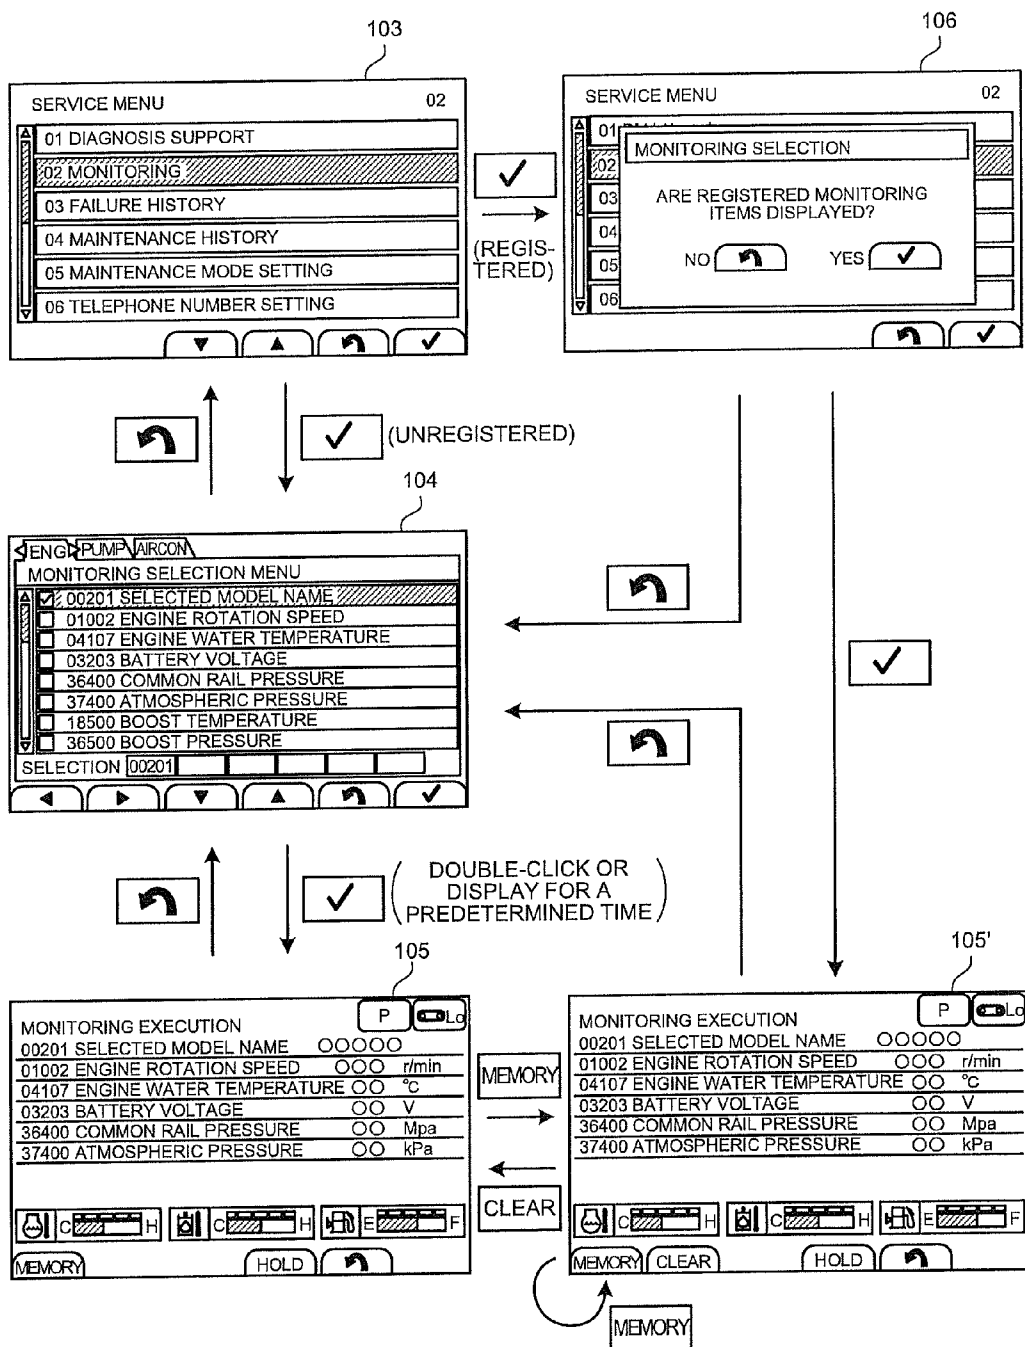 103
SERVICE MENU 02
01 DIAGNOSIS SUPPORT
02 MONITORING
03 FAILURE HISTORY
04 MAINTENANCE HISTORY
05 MAINTENANCE MODE SETTING
06 TELEPHONE NUMBER SETTING
(REGIS-
TERED)
106
SERVICE MENU 02
01
02
03
04
05
06
MONITORING SELECTION
ARE REGISTERED MONITORING
ITEMS DISPLAYED?
NO YES
(UNREGISTERED)
104
ENG PUMP AIRCON
MONITORING SELECTION MENU
00201 SELECTED MODEL NAME
01002 ENGINE ROTATION SPEED
04107 ENGINE WATER TEMPERATURE
03203 BATTERY VOLTAGE
36400 COMMON RAIL PRESSURE
37400 ATMOSPHERIC PRESSURE
18500 BOOST TEMPERATURE
36500 BOOST PRESSURE
SELECTION 00201
(DOUBLE-CLICK OR
DISPLAY FOR A
PREDETERMINED TIME)
105
P Lo
MONITORING EXECUTION
00201 SELECTED MODEL NAME ○○○○○
01002 ENGINE ROTATION SPEED ○○○ r/min
04107 ENGINE WATER TEMPERATURE ○○ °C
03203 BATTERY VOLTAGE ○○ V
36400 COMMON RAIL PRESSURE ○○ Mpa
37400 ATMOSPHERIC PRESSURE ○○ kPa
C H C H E F
MEMORY HOLD
MEMORY
CLEAR
105'
P Lo
MONITORING EXECUTION
00201 SELECTED MODEL NAME ○○○○○
01002 ENGINE ROTATION SPEED ○○○ r/min
04107 ENGINE WATER TEMPERATURE ○○ °C
03203 BATTERY VOLTAGE ○○ V
36400 COMMON RAIL PRESSURE ○○ Mpa
37400 ATMOSPHERIC PRESSURE ○○ kPa
C H C H E F
MEMORY CLEAR HOLD
MEMORY